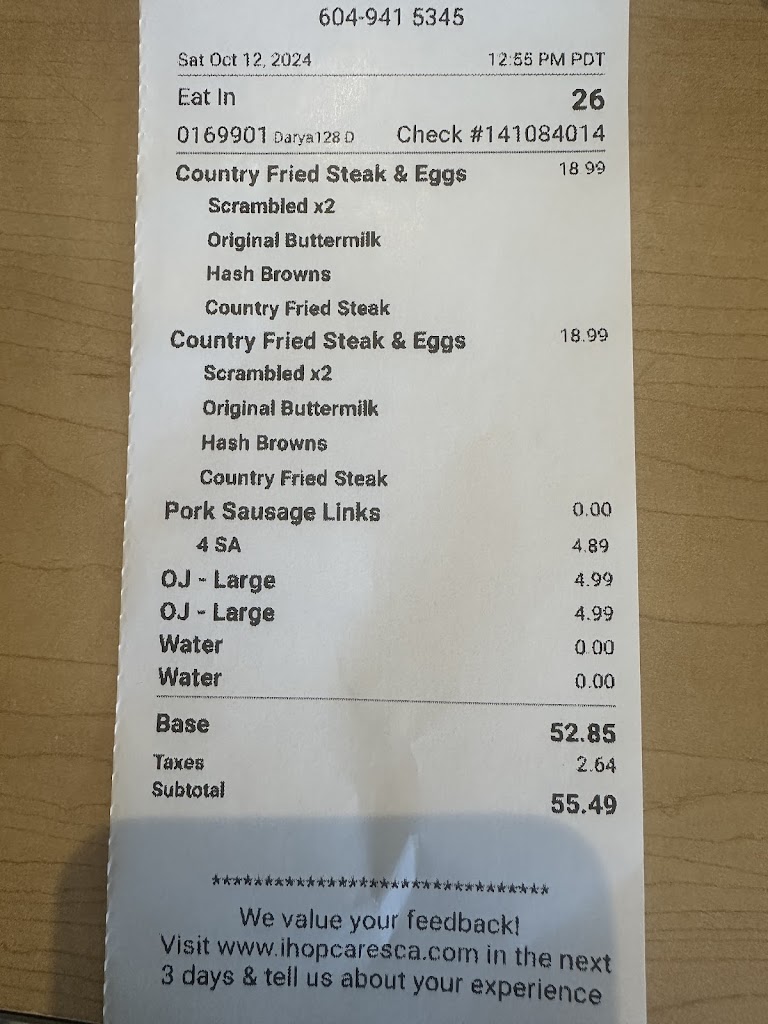 604-941 5345
Sat Oct 12, 2024 12:55 PM PDT
Eat In 26
0169901 Darya128 D Check #141084014
Country Fried Steak & Eggs 18.99
Scrambled x2
Original Buttermilk
Hash Browns
Country Fried Steak
Country Fried Steak & Eggs 18.99
Scrambled x2
Original Buttermilk
Hash Browns
Country Fried Steak
Pork Sausage Links 0.00
4 SA 4.89
OJ - Large 4.99
OJ - Large 4.99
Water 0.00
Water 0.00
Base 52.85
Taxes 2.64
Subtotal 55.49
********************************
We value your feedback!
Visit www.ihopcaresca.com in the next
3 days & tell us about your experience